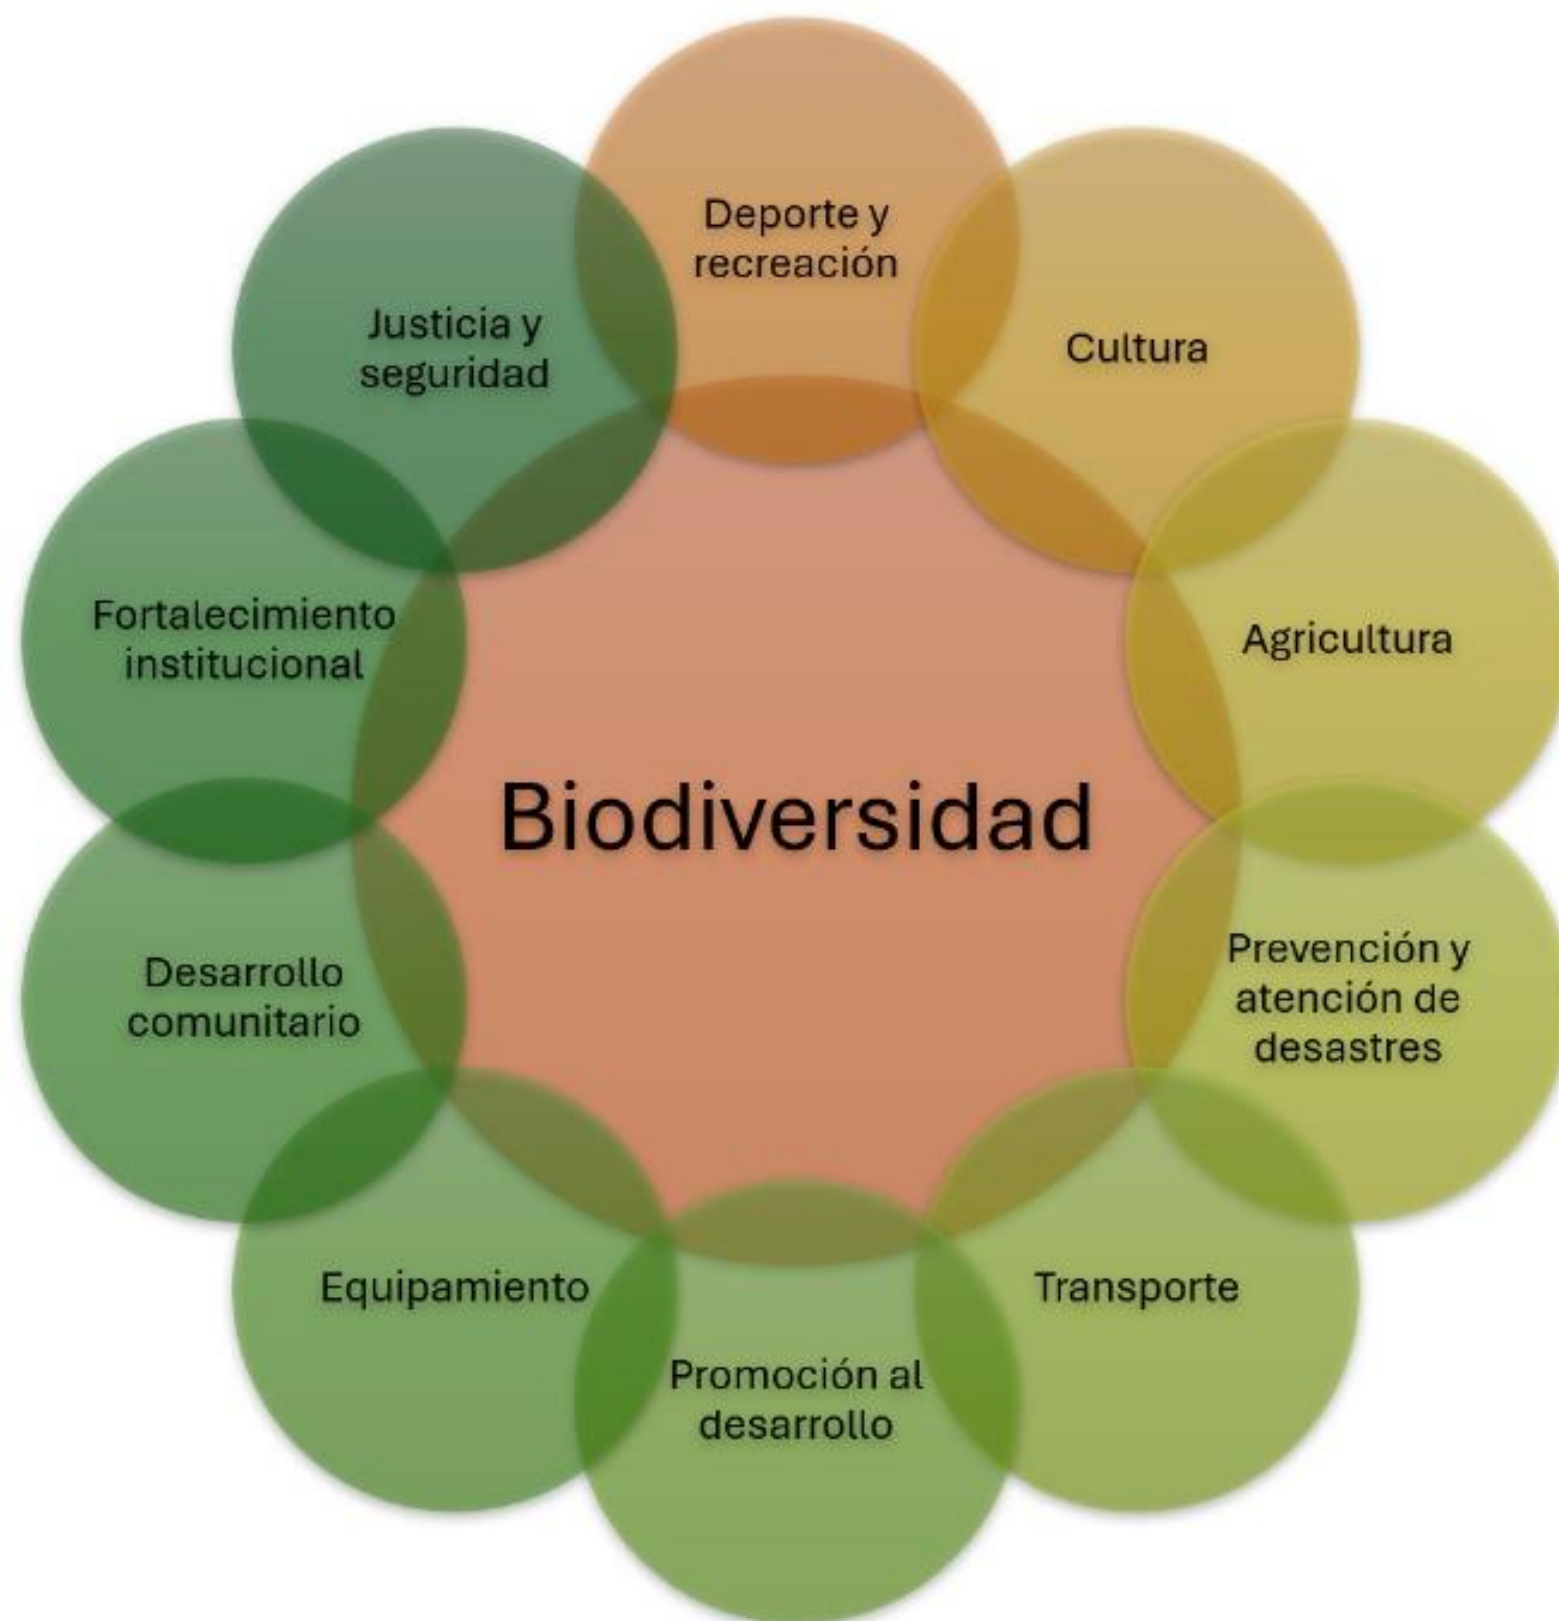 Deporte y
recreación
Cultura
Agricultura
Prevención y
atención de
desastres
Transporte
Promoción al
desarrollo
Equipamiento
Desarrollo
comunitario
Fortalecimiento
institucional
Justicia y
seguridad
Biodiversidad